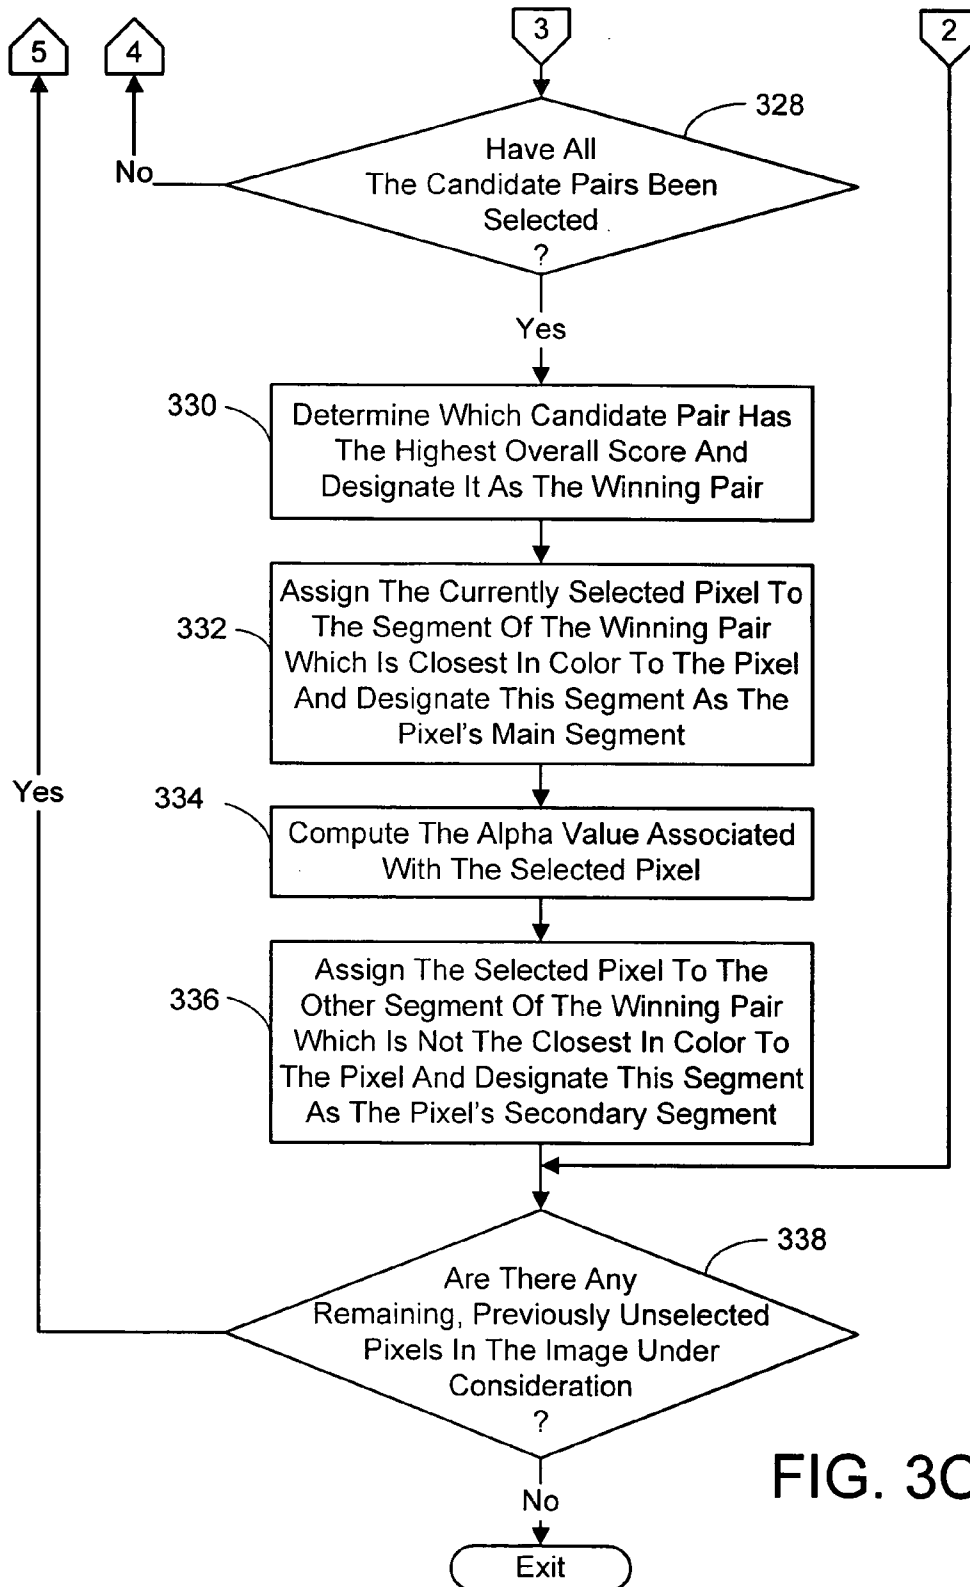 5
4
3
2
328
Have All
The Candidate Pairs Been
Selected
?
No
Yes
330
Determine Which Candidate Pair Has
The Highest Overall Score And
Designate It As The Winning Pair
332
Assign The Currently Selected Pixel To
The Segment Of The Winning Pair
Which Is Closest In Color To The Pixel
And Designate This Segment As The
Pixel's Main Segment
Yes
334
Compute The Alpha Value Associated
With The Selected Pixel
336
Assign The Selected Pixel To The
Other Segment Of The Winning Pair
Which Is Not The Closest In Color To
The Pixel And Designate This Segment
As The Pixel's Secondary Segment
338
Are There Any
Remaining, Previously Unselected
Pixels In The Image Under
Consideration
?
FIG. 3C
No
Exit